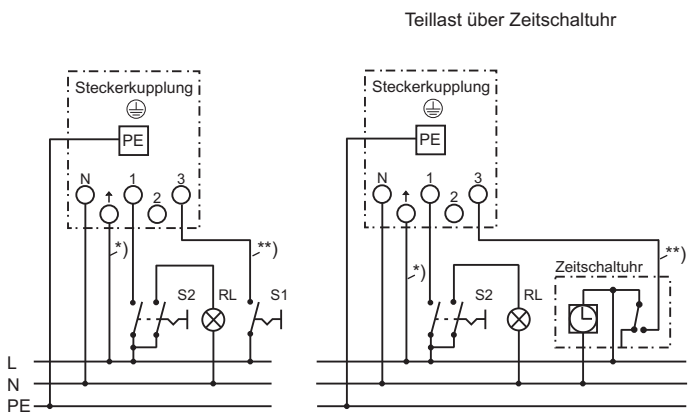 Teillast über Zeitschaltuhr
Steckerkupplung
PE
N
1
2
3
*)
**)
S2
RL
S1
L
N
PE
Steckerkupplung
PE
N
1
2
3
*)
**)
S2
RL
Zeitschaltuhr